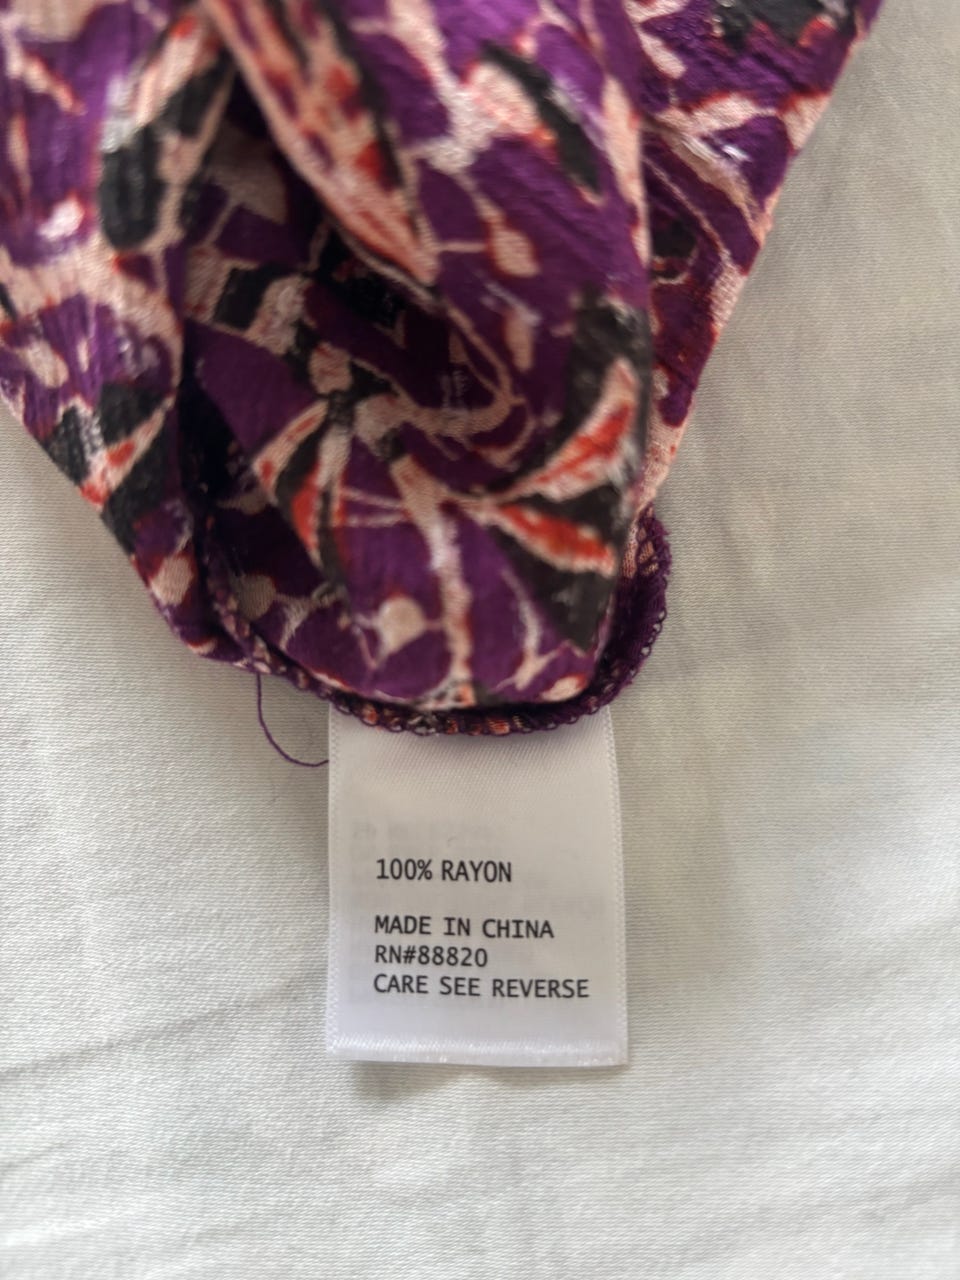 100% RAYON
MADE IN CHINA
RN#88820
CARE SEE REVERSE